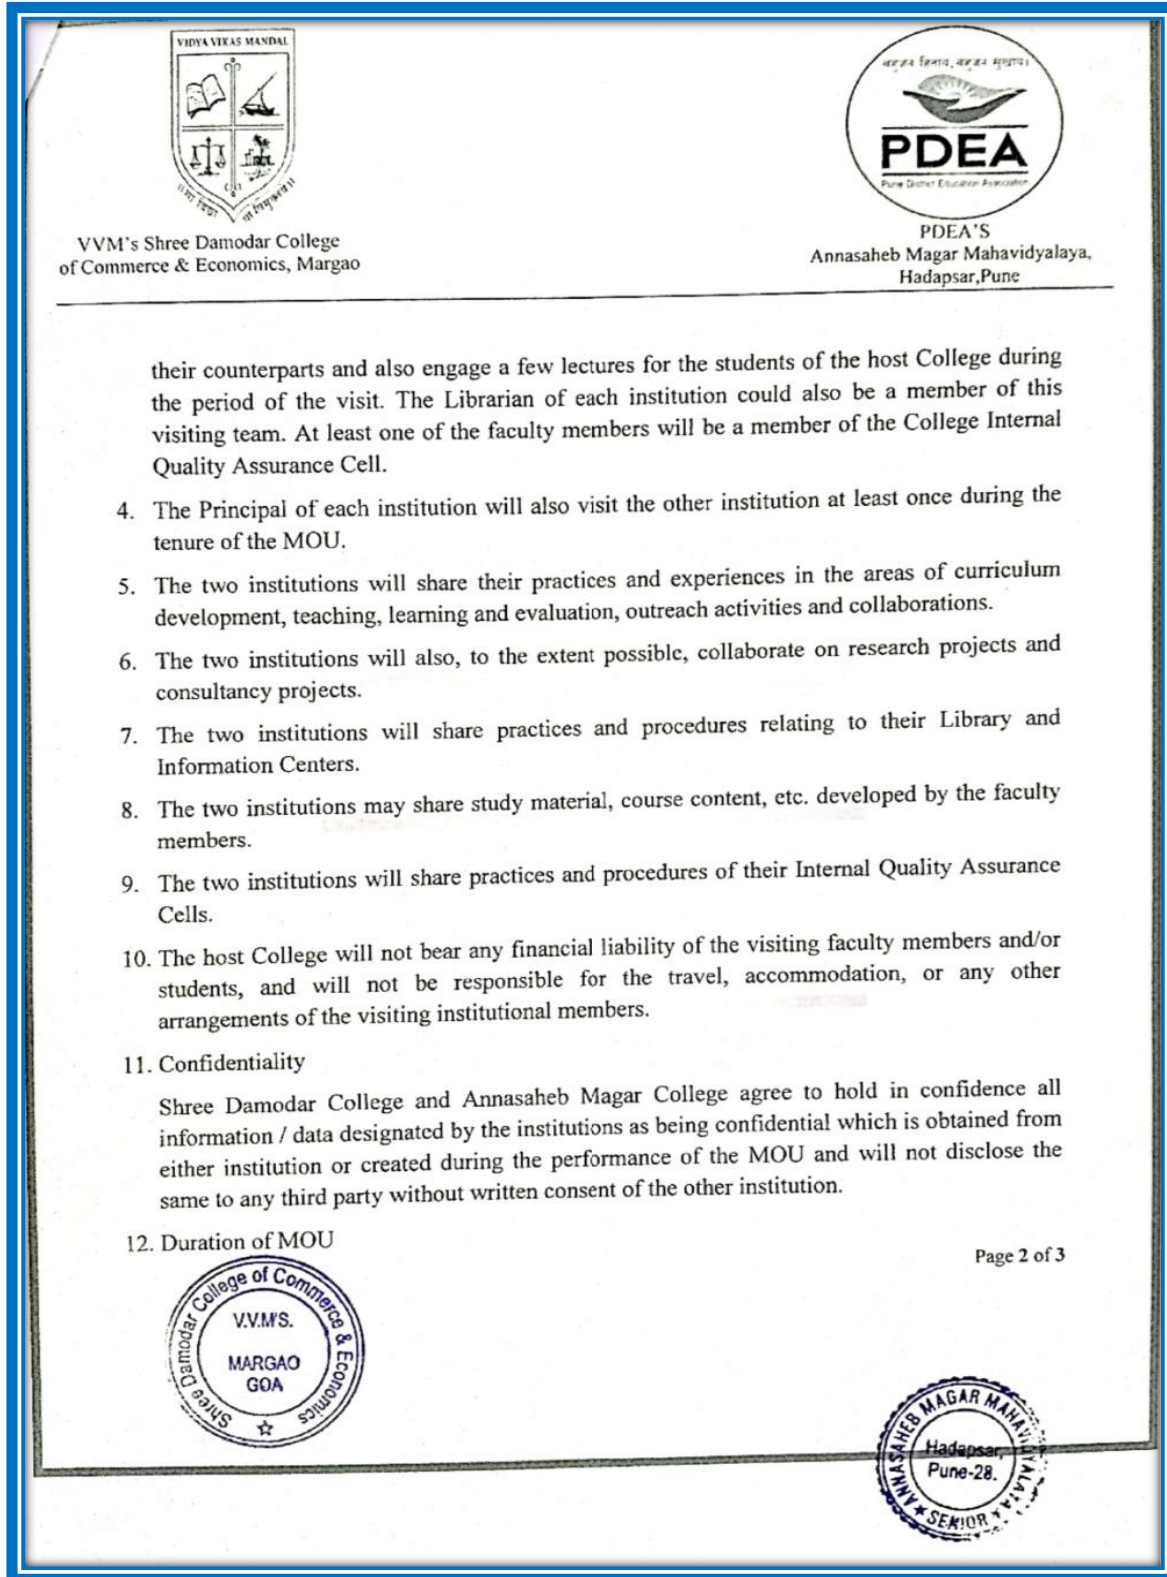 VIDYA VIKAS MANDAL
बहुजन हिताय, बहुजन सुखाय।
PDEA
Pune District Education Association
VVM's Shree Damodar College
of Commerce & Economics, Margao
PDEA'S
Annasaheb Magar Mahavidyalaya,
Hadapsar,Pune
their counterparts and also engage a few lectures for the students of the host College during
the period of the visit. The Librarian of each institution could also be a member of this
visiting team. At least one of the faculty members will be a member of the College Internal
Quality Assurance Cell.
4. The Principal of each institution will also visit the other institution at least once during the
tenure of the MOU.
5. The two institutions will share their practices and experiences in the areas of curriculum
development, teaching, learning and evaluation, outreach activities and collaborations.
6. The two institutions will also, to the extent possible, collaborate on research projects and
consultancy projects.
7. The two institutions will share practices and procedures relating to their Library and
Information Centers.
8. The two institutions may share study material, course content, etc. developed by the faculty
members.
9. The two institutions will share practices and procedures of their Internal Quality Assurance
Cells.
10. The host College will not bear any financial liability of the visiting faculty members and/or
students, and will not be responsible for the travel, accommodation, or any other
arrangements of the visiting institutional members.
11. Confidentiality
Shree Damodar College and Annasaheb Magar College agree to hold in confidence all
information / data designated by the institutions as being confidential which is obtained from
either institution or created during the performance of the MOU and will not disclose the
same to any third party without written consent of the other institution.
12. Duration of MOU
Page 2 of 3
Shree Damodar College of Commerce & Economics
V.V.M'S.
MARGAO
GOA
ANNASAHEB MAGAR MAHAVIDYALAYA
Hadapsar,
Pune-28.
SENIOR